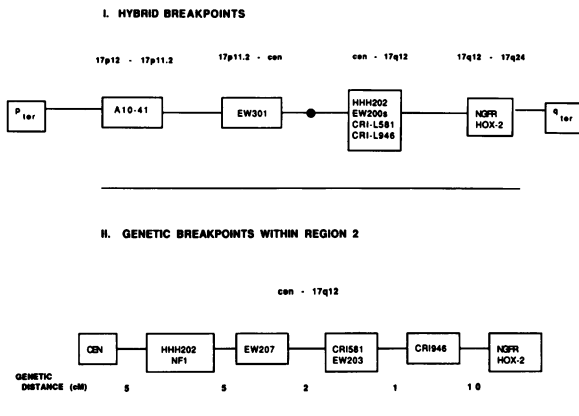 I. HYBRID BREAKPOINTS
17p12 - 17p11.2 17p11.2 - cen cen - 17q12 17q12 - 17q24
P ter
A10-41
EW301
HHH202
EW200s
CRI-L581
CRI-L946
NGFR
HOX-2
q ter
II. GENETIC BREAKPOINTS WITHIN REGION 2
cen - 17q12
CEN
HHH202
NF1
EW207
CRI581
EW203
CRI946
NGFR
HOX-2
GENETIC
DISTANCE (cM) 5 5 2 1 10